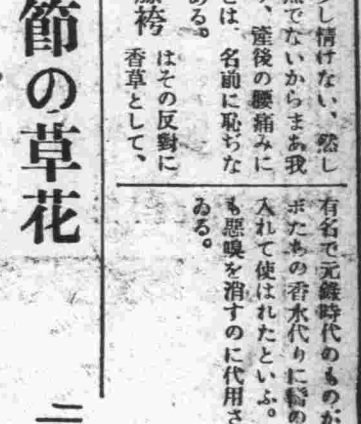 少し情けない、然し
無でないからまあ我
、産後の腰痛みに
とは、名前に恥ぢな
ある。
藤袴
はその反對に
香草として、
有名で元祿時代のものが
ボたちの香水代りに髷の
入れて使はれたといふ。
も惡嗅を消すのに代用さ
ゐる。
節の草花
二